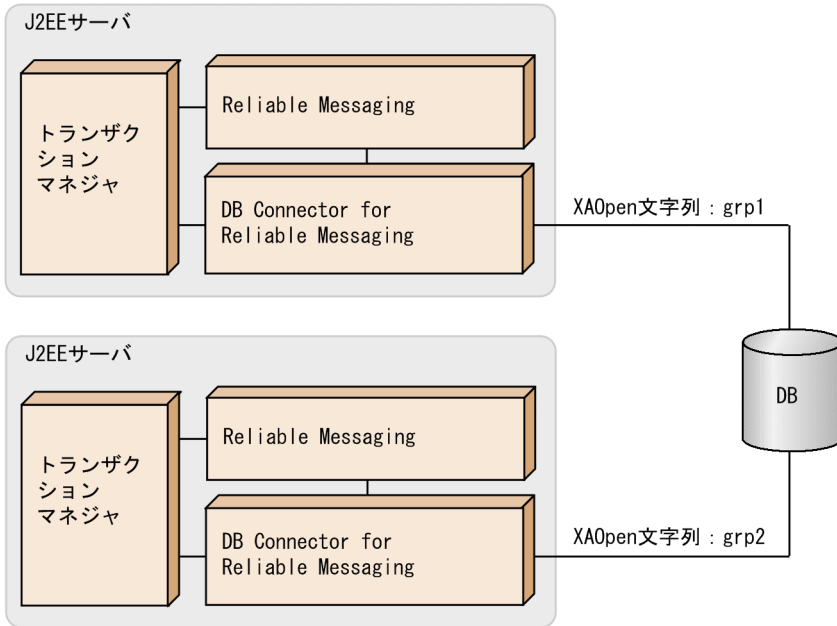 J2EEサーバ
トランザク
ション
マネジャ
Reliable Messaging
DB Connector for
Reliable Messaging
XAOpen文字列：grp1
J2EEサーバ
トランザク
ション
マネジャ
Reliable Messaging
DB Connector for
Reliable Messaging
XAOpen文字列：grp2
DB